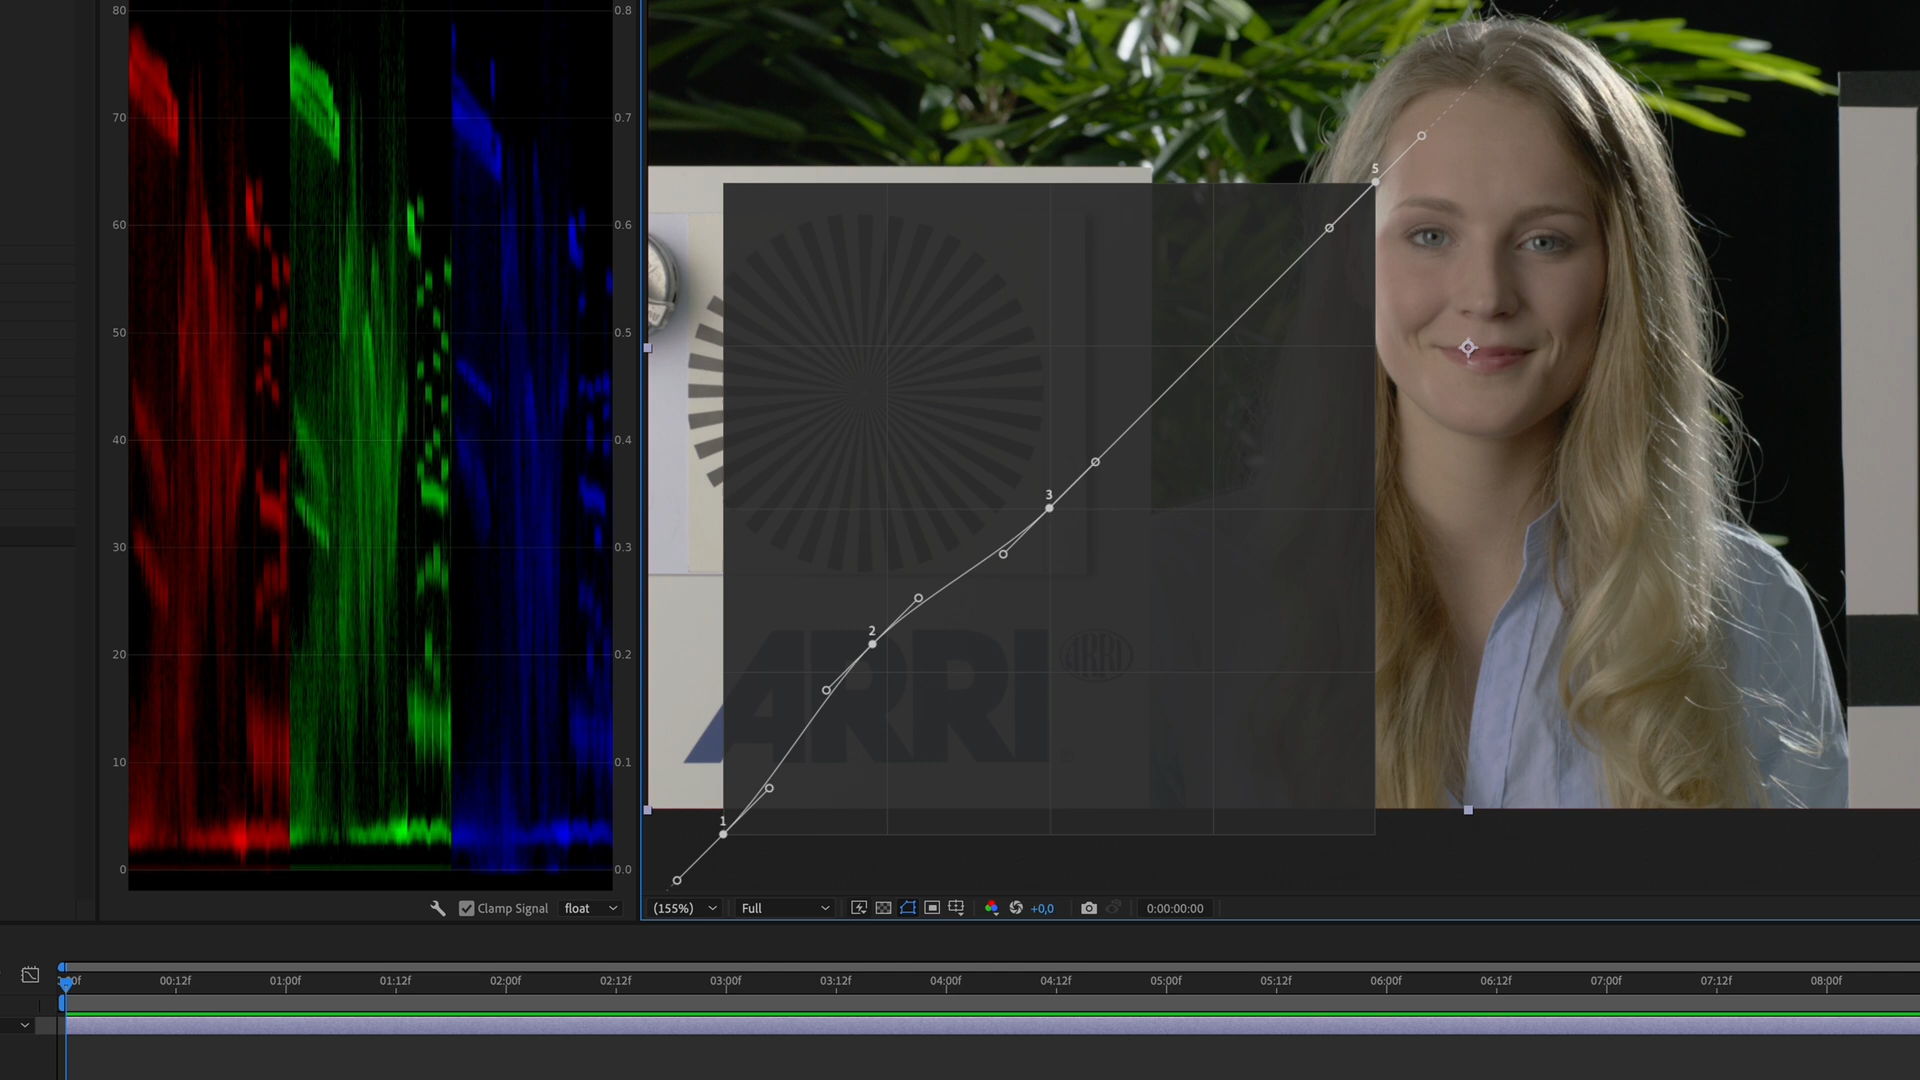 80
0.8
70
0.7
60
0.6
50
0.5
40
0.4
30
0.3
20
0.2
10
0.1
0
0.0
5
3
2
1
ARRI
ARRI
®
Clamp Signal
float
(155%)
Full
+0,0
0:00:00:00
00:12f
01:00f
01:12f
02:00f
02:12f
03:00f
03:12f
04:00f
04:12f
05:00f
05:12f
06:00f
06:12f
07:00f
07:12f
08:00f